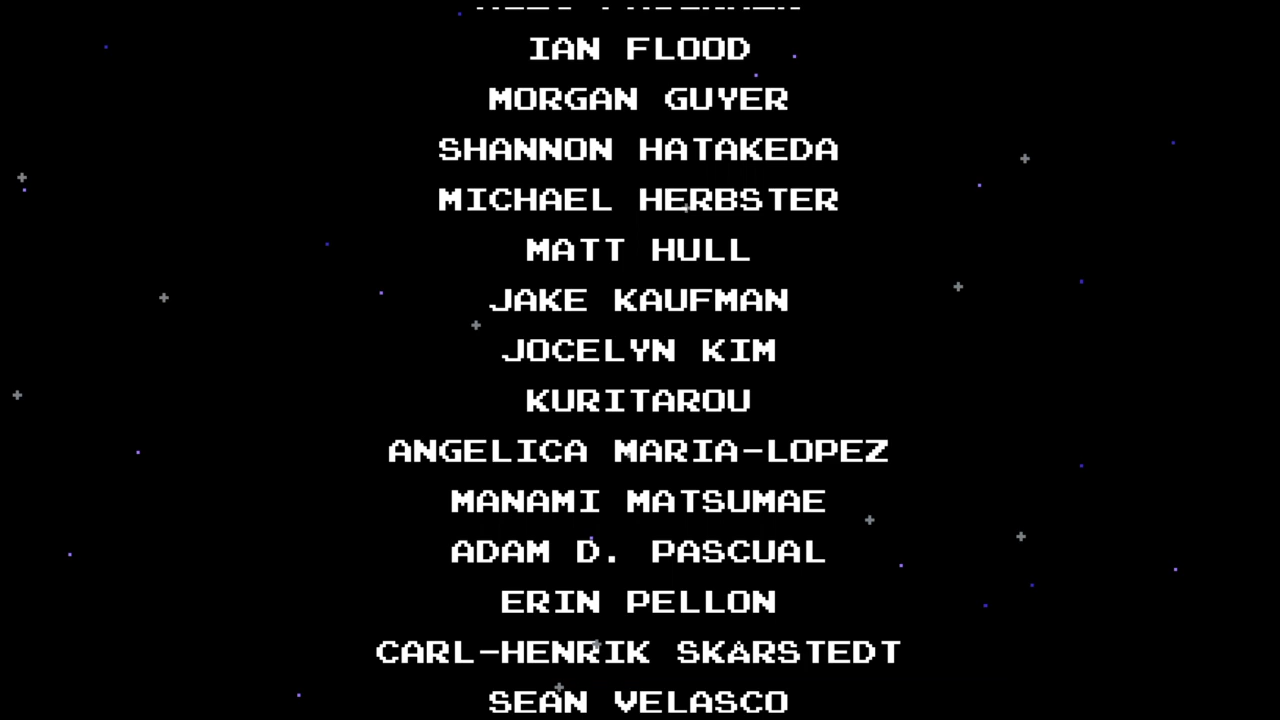 IAN FLOOD
MORGAN GUYER
SHANNON HATAKEDA
MICHAEL HERBSTER
MATT HULL
JAKE KAUFMAN
JOCELYN KIM
KURITAROU
ANGELICA MARIA-LOPEZ
MANAMI MATSUMAE
ADAM D. PASCUAL
ERIN PELLON
CARL-HENRIK SKÅRSTEDT
SEAN VELASCO